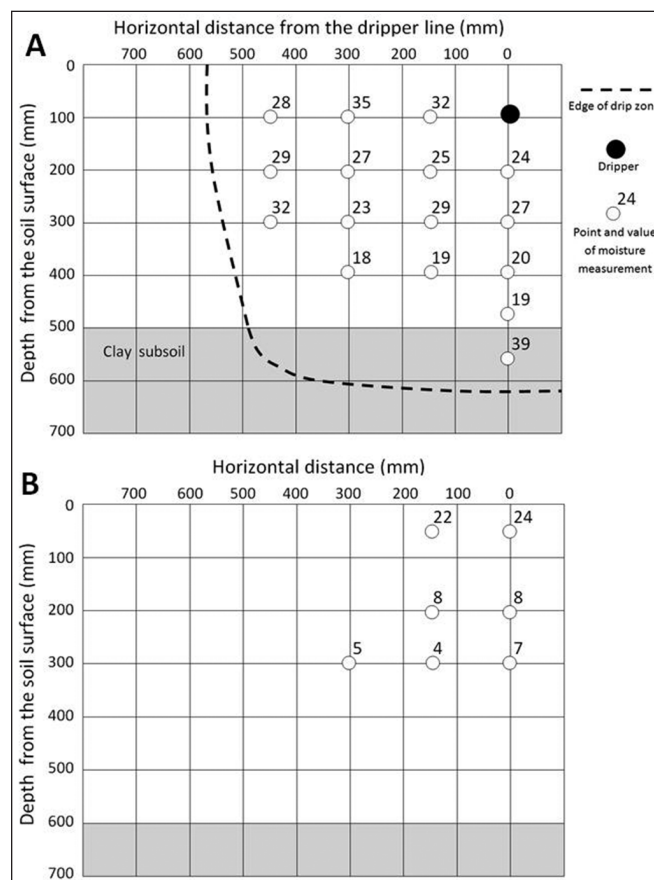 A
Horizontal distance from the dripper line (mm)
700 600 500 400 300 200 100 0
Depth from the soil surface (mm)
0
100
200
300
400
500
600
700
28 35 32
29 27 25 24
32 23 29 27
18 19 20
19
39
Clay subsoil
Edge of drip zon
Dripper
24
Point and value
of moisture
measurement
B
Horizontal distance (mm)
700 600 500 400 300 200 100 0
Depth from the soil surface (mm)
0
100
200
300
400
500
600
700
22 24
8 8
5 4 7